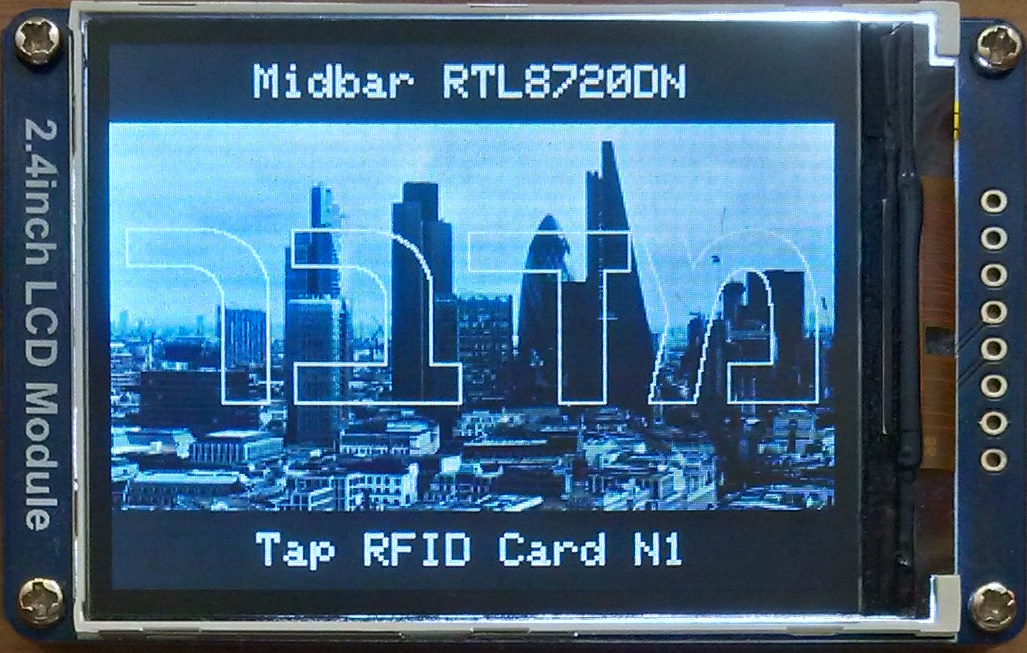 Midbar RTL8720DN
מדבר
Tap RFID Card N1
2.4inch LCD Module